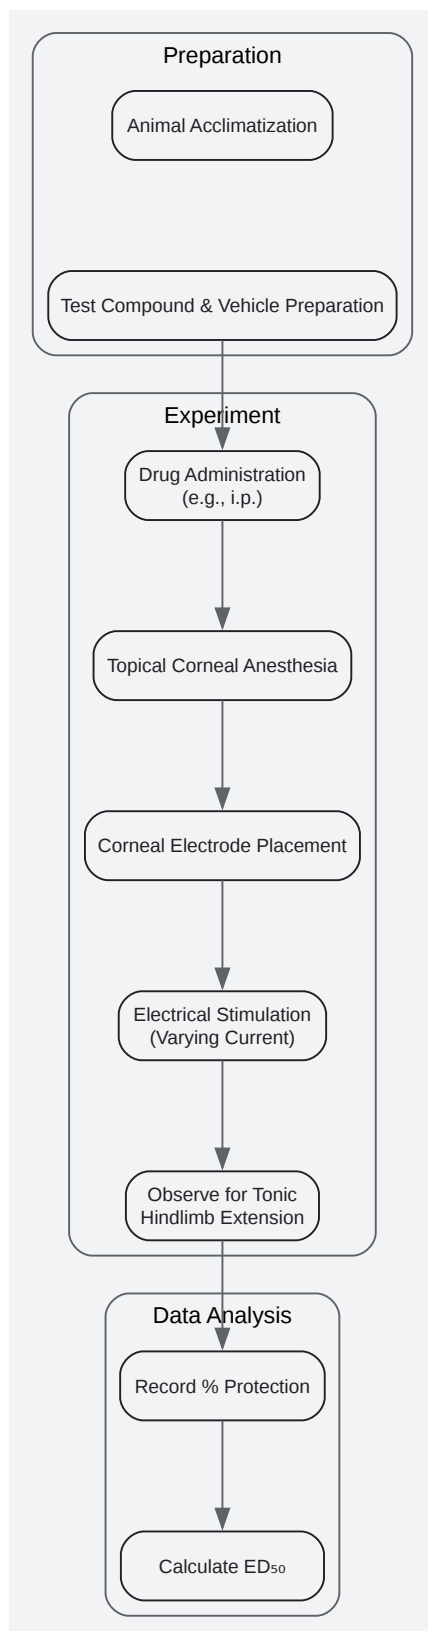 Preparation
Animal Acclimatization
Test Compound & Vehicle Preparation
Experiment
Drug Administration
(e.g., i.p.)
Topical Corneal Anesthesia
Corneal Electrode Placement
Electrical Stimulation
(Varying Current)
Observe for Tonic
Hindlimb Extension
Data Analysis
Record % Protection
Calculate ED₅₀